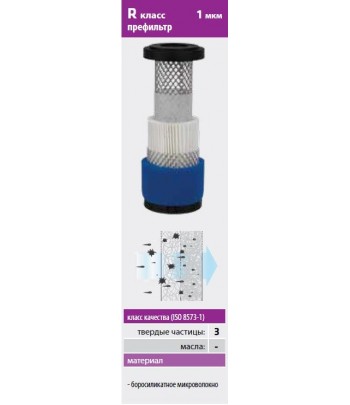 R класс 1 мкм
префильтр
класс качества (ISO 8573-1)
твердые частицы: 3
масла: -
материал
- боросиликатное микроволокно